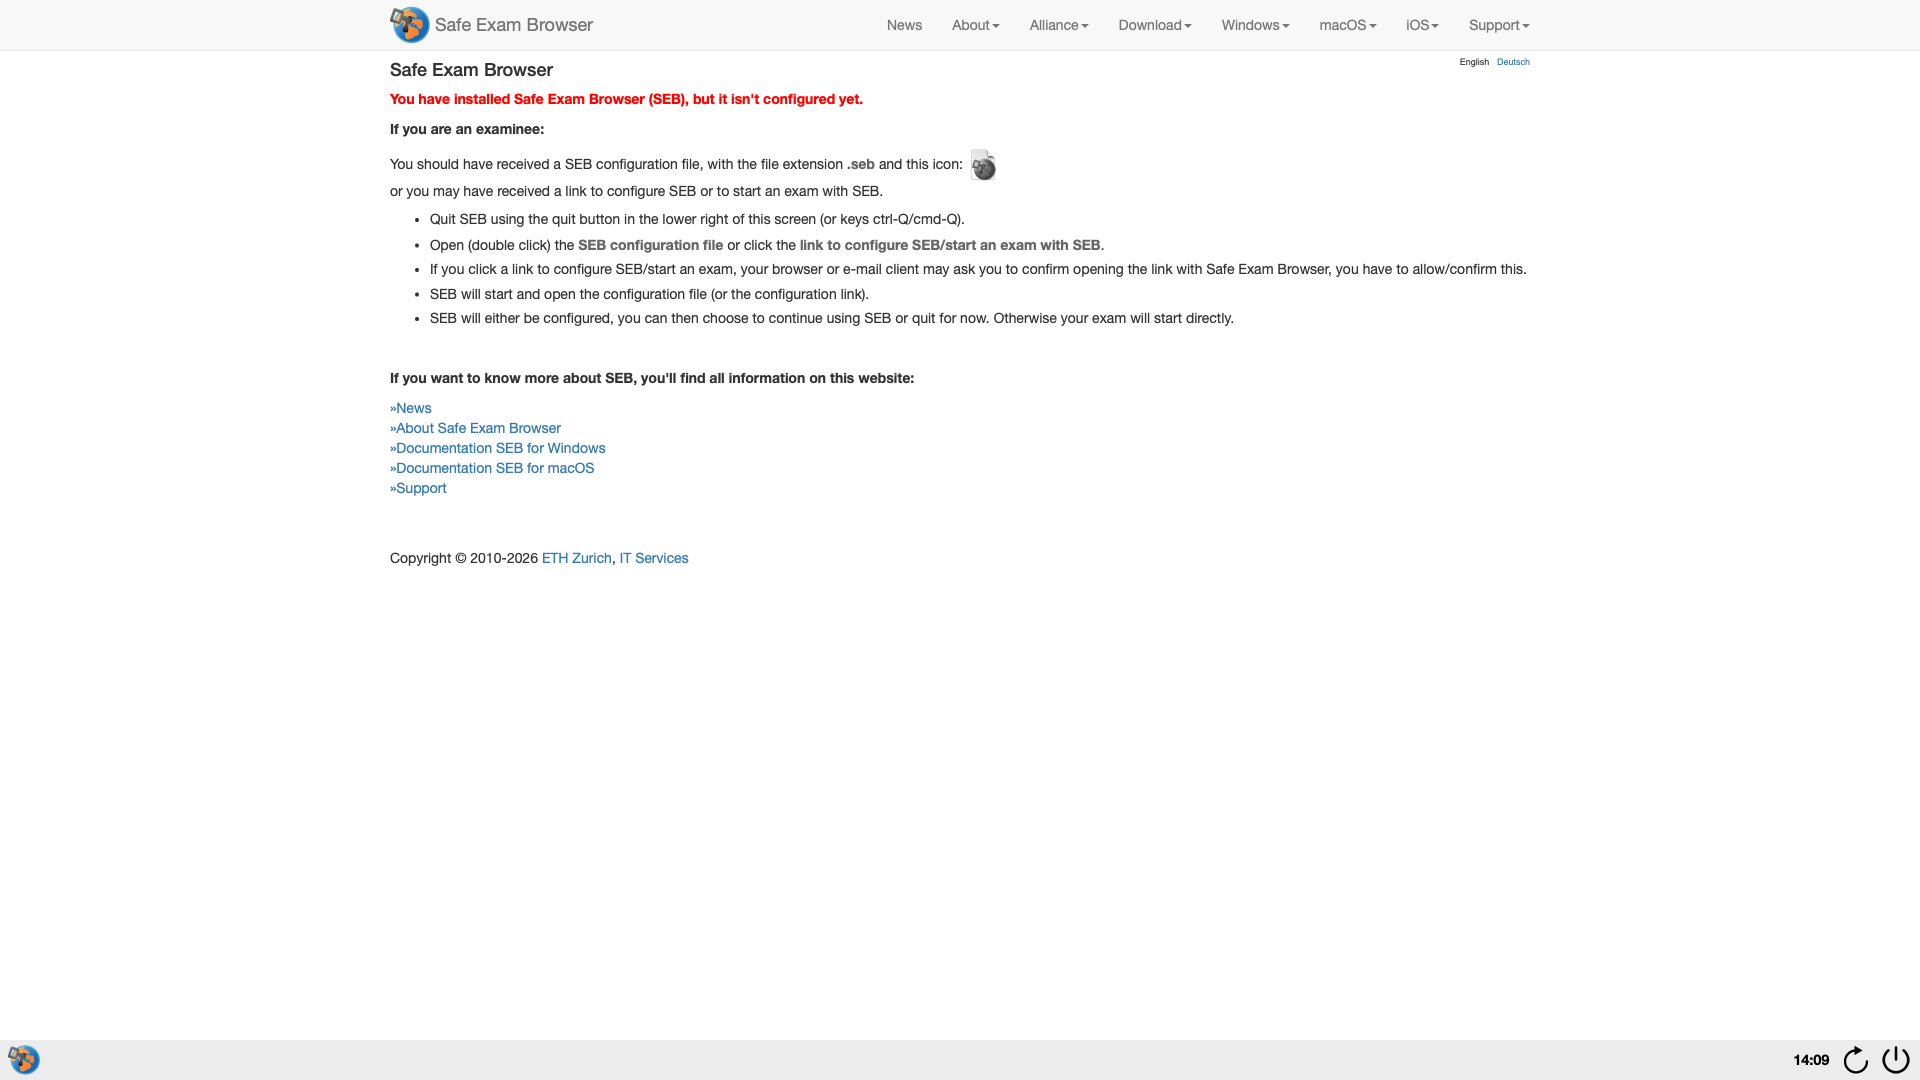 Safe Exam Browser
News About Alliance Download Windows macOS iOS Support
Safe Exam Browser
English Deutsch
You have installed Safe Exam Browser (SEB), but it isn't configured yet.
If you are an examinee:
You should have received a SEB configuration file, with the file extension .seb and this icon:
or you may have received a link to configure SEB or to start an exam with SEB.
• Quit SEB using the quit button in the lower right of this screen (or keys ctrl-Q/cmd-Q).
• Open (double click) the SEB configuration file or click the link to configure SEB/start an exam with SEB.
• If you click a link to configure SEB/start an exam, your browser or e-mail client may ask you to confirm opening the link with Safe Exam Browser, you have to allow/confirm this.
• SEB will start and open the configuration file (or the configuration link).
• SEB will either be configured, you can then choose to continue using SEB or quit for now. Otherwise your exam will start directly.
If you want to know more about SEB, you'll find all information on this website:
»News
»About Safe Exam Browser
»Documentation SEB for Windows
»Documentation SEB for macOS
»Support
Copyright © 2010-2026 ETH Zurich, IT Services
14:09